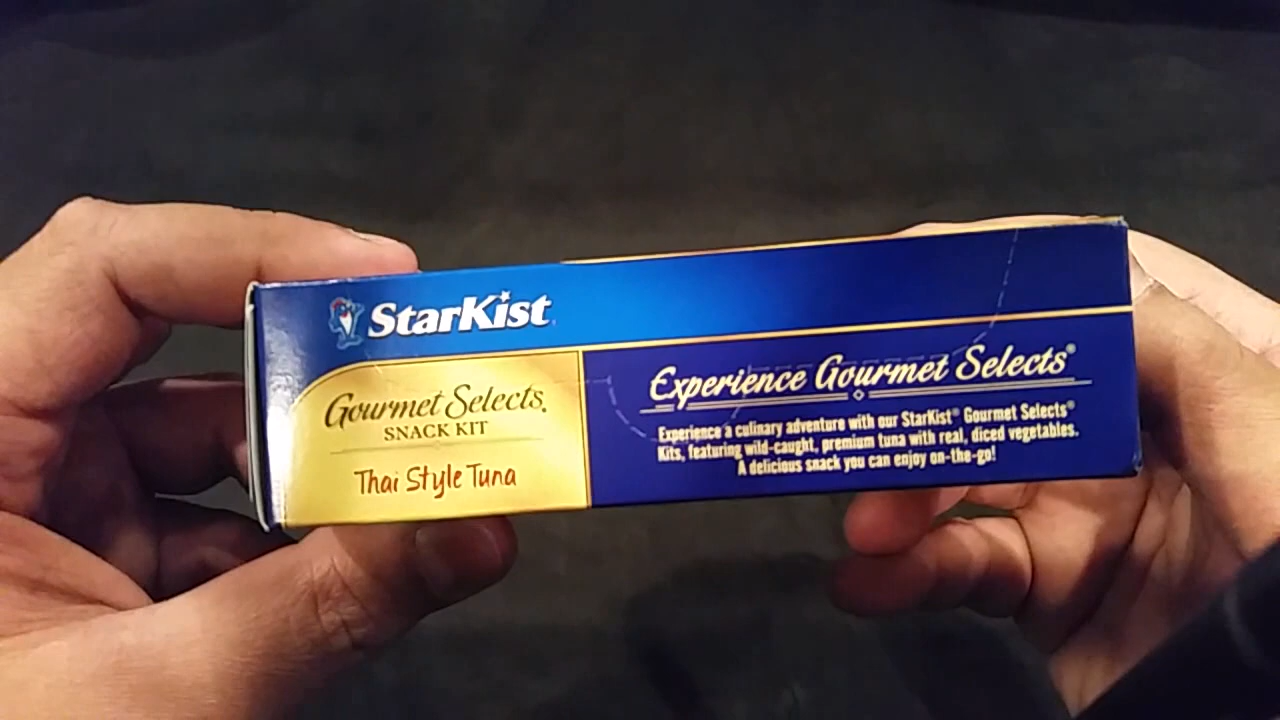 StarKist
Gourmet Selects®
SNACK KIT
Thai Style Tuna
Experience Gourmet Selects®
Experience a culinary adventure with our StarKist® Gourmet Selects®
Kits, featuring wild-caught, premium tuna with real, diced vegetables.
A delicious snack you can enjoy on-the-go!